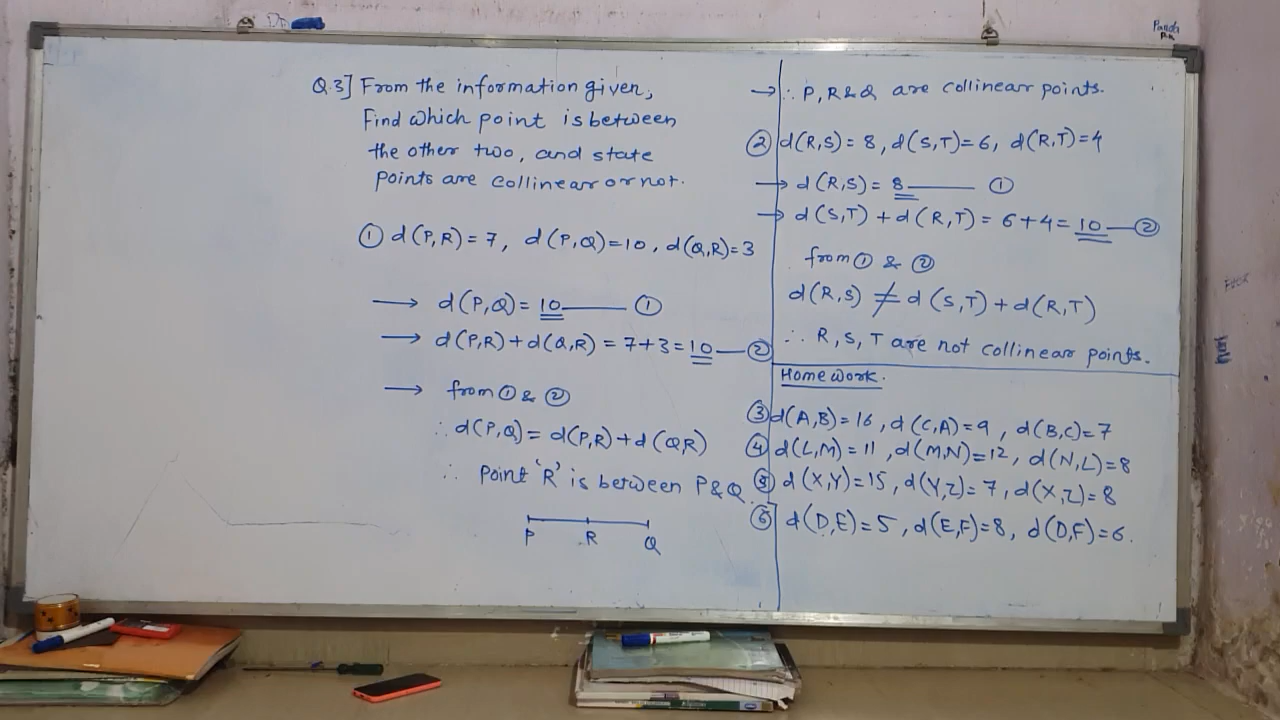 Q.3] From the information given,
Find which point is between
the other two, and state
points are collinear or not.
① d(P,R) = 7, d(P,Q) = 10, d(Q,R) = 3
→ d(P,Q) = 10 —— ①
→ d(P,R) + d(Q,R) = 7 + 3 = 10 — ②
→ from ① & ②
∴ d(P,Q) = d(P,R) + d(Q,R)
∴ Point 'R' is between P & Q.
P R Q
→ ∴ P, R & Q are collinear points.
② d(R,S) = 8, d(S,T) = 6, d(R,T) = 4
→ d(R,S) = 8 —— ①
→ d(S,T) + d(R,T) = 6 + 4 = 10 — ②
from ① & ②
d(R,S) ≠ d(S,T) + d(R,T)
∴ R, S, T are not collinear points.
Home work.
③ d(A,B) = 16, d(C,A) = 9, d(B,C) = 7
④ d(L,M) = 11, d(M,N) = 12, d(N,L) = 8
⑤ d(X,Y) = 15, d(Y,Z) = 7, d(X,Z) = 8
⑥ d(D,E) = 5, d(E,F) = 8, d(D,F) = 6.